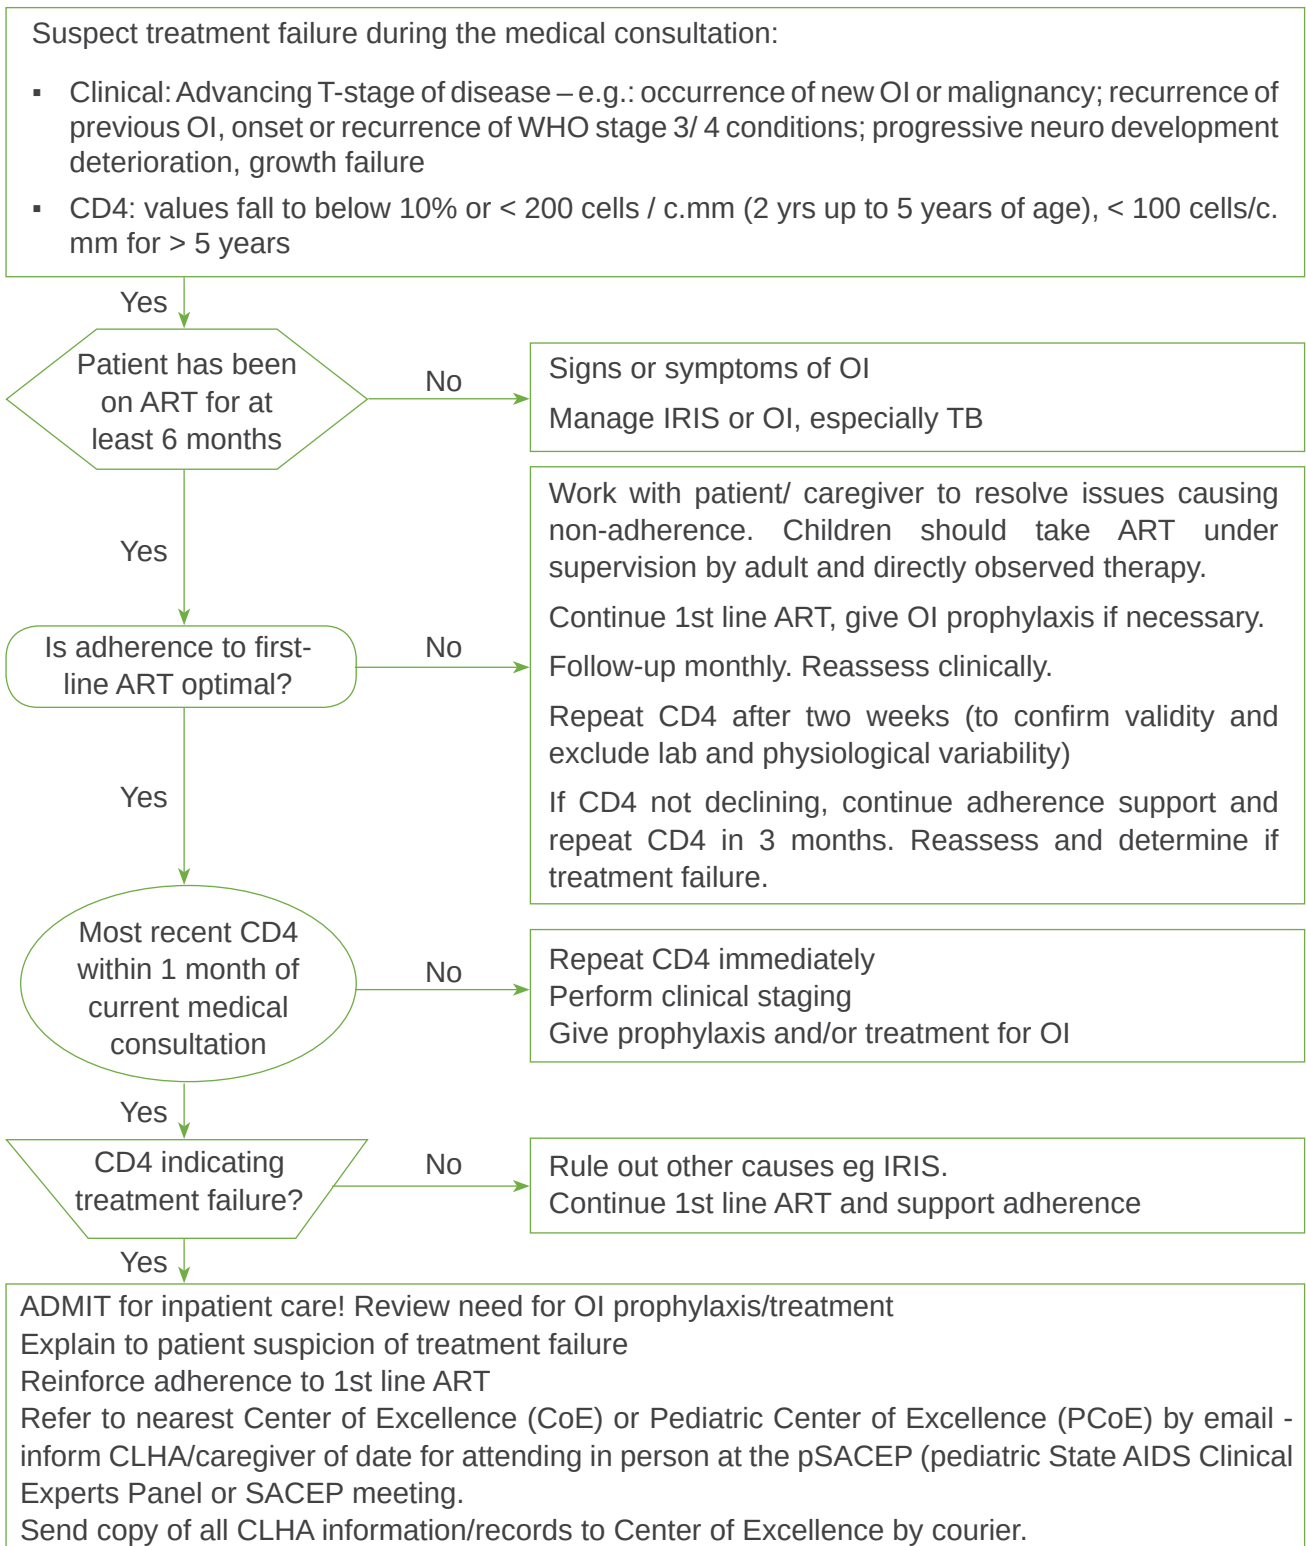 Suspect treatment failure during the medical consultation:
▪ Clinical: Advancing T-stage of disease – e.g.: occurrence of new OI or malignancy; recurrence of
previous OI, onset or recurrence of WHO stage 3/ 4 conditions; progressive neuro development
deterioration, growth failure
▪ CD4: values fall to below 10% or < 200 cells / c.mm (2 yrs up to 5 years of age), < 100 cells/c.
mm for > 5 years
Yes
Patient has been
on ART for at
least 6 months
No
Signs or symptoms of OI
Manage IRIS or OI, especially TB
Yes
Is adherence to first-
line ART optimal?
No
Work with patient/ caregiver to resolve issues causing
non-adherence. Children should take ART under
supervision by adult and directly observed therapy.
Continue 1st line ART, give OI prophylaxis if necessary.
Follow-up monthly. Reassess clinically.
Repeat CD4 after two weeks (to confirm validity and
exclude lab and physiological variability)
If CD4 not declining, continue adherence support and
repeat CD4 in 3 months. Reassess and determine if
treatment failure.
Yes
Most recent CD4
within 1 month of
current medical
consultation
No
Repeat CD4 immediately
Perform clinical staging
Give prophylaxis and/or treatment for OI
Yes
CD4 indicating
treatment failure?
No
Rule out other causes eg IRIS.
Continue 1st line ART and support adherence
Yes
ADMIT for inpatient care! Review need for OI prophylaxis/treatment
Explain to patient suspicion of treatment failure
Reinforce adherence to 1st line ART
Refer to nearest Center of Excellence (CoE) or Pediatric Center of Excellence (PCoE) by email -
inform CLHA/caregiver of date for attending in person at the pSACEP (pediatric State AIDS Clinical
Experts Panel or SACEP meeting.
Send copy of all CLHA information/records to Center of Excellence by courier.